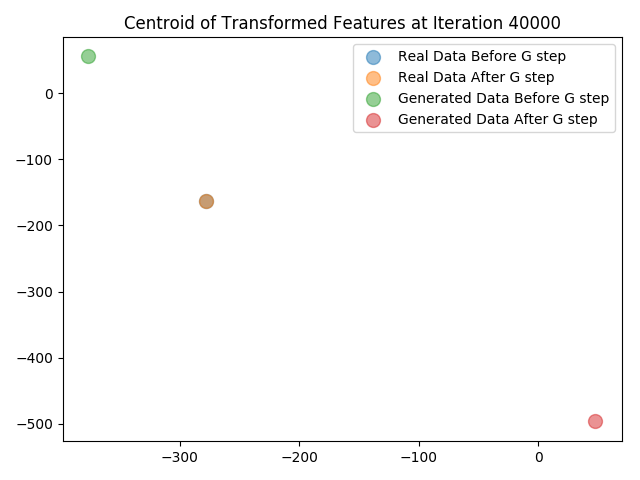 Centroid of Transformed Features at Iteration 40000
Real Data Before G step
Real Data After G step
Generated Data Before G step
Generated Data After G step
0
−100
−200
−300
−400
−500
−300
−200
−100
0